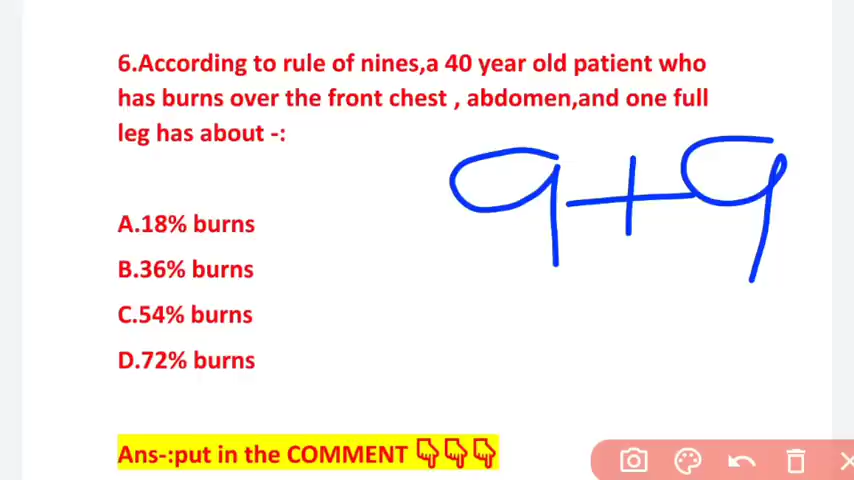 6.According to rule of nines,a 40 year old patient who
has burns over the front chest , abdomen,and one full
leg has about -:
9+9
A.18% burns
B.36% burns
C.54% burns
D.72% burns
Ans-:put in the COMMENT 👇👇👇